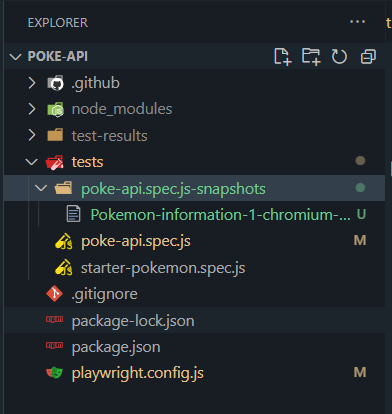 EXPLORER ...
POKE-API
.github
node_modules
test-results
tests
poke-api.spec.js-snapshots
Pokemon-information-1-chromium-... U
poke-api.spec.js M
starter-pokemon.spec.js
.gitignore
package-lock.json
package.json
playwright.config.js M